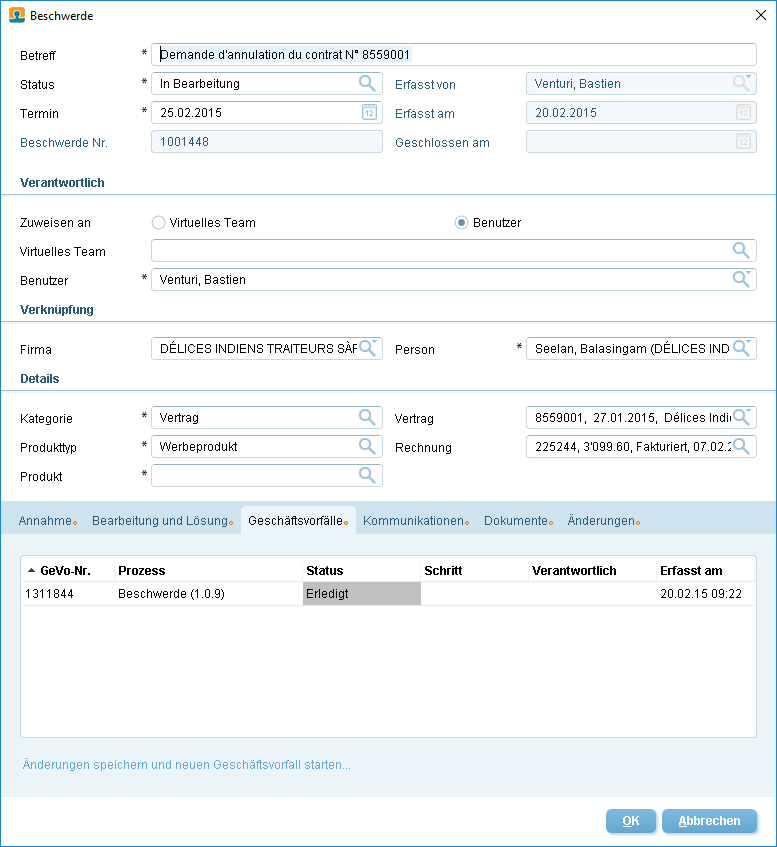 Beschwerde
Betreff * Demande d'annulation du contrat N° 8559001
Status * In Bearbeitung Erfasst von Venturi, Bastien
Termin * 25.02.2015 12 Erfasst am 20.02.2015 12
Beschwerde Nr. 1001448 Geschlossen am 12
Verantwortlich
Zuweisen an Virtuelles Team Benutzer
Virtuelles Team
Benutzer * Venturi, Bastien
Verknüpfung
Firma DÉLICES INDIENS TRAITEURS SÀR Person * Seelan, Balasingam (DÉLICES IND
Details
Kategorie * Vertrag Vertrag 8559001, 27.01.2015, Délices Indie
Produkttyp * Werbeprodukt Rechnung 225244, 3'099.60, Fakturiert, 07.02.2
Produkt *
Annahme Bearbeitung und Lösung Geschäftsvorfälle Kommunikationen Dokumente Änderungen
GeVo-Nr. Prozess Status Schritt Verantwortlich Erfasst am
1311844 Beschwerde (1.0.9) Erledigt 20.02.15 09:22
Änderungen speichern und neuen Geschäftsvorfall starten...
OK Abbrechen